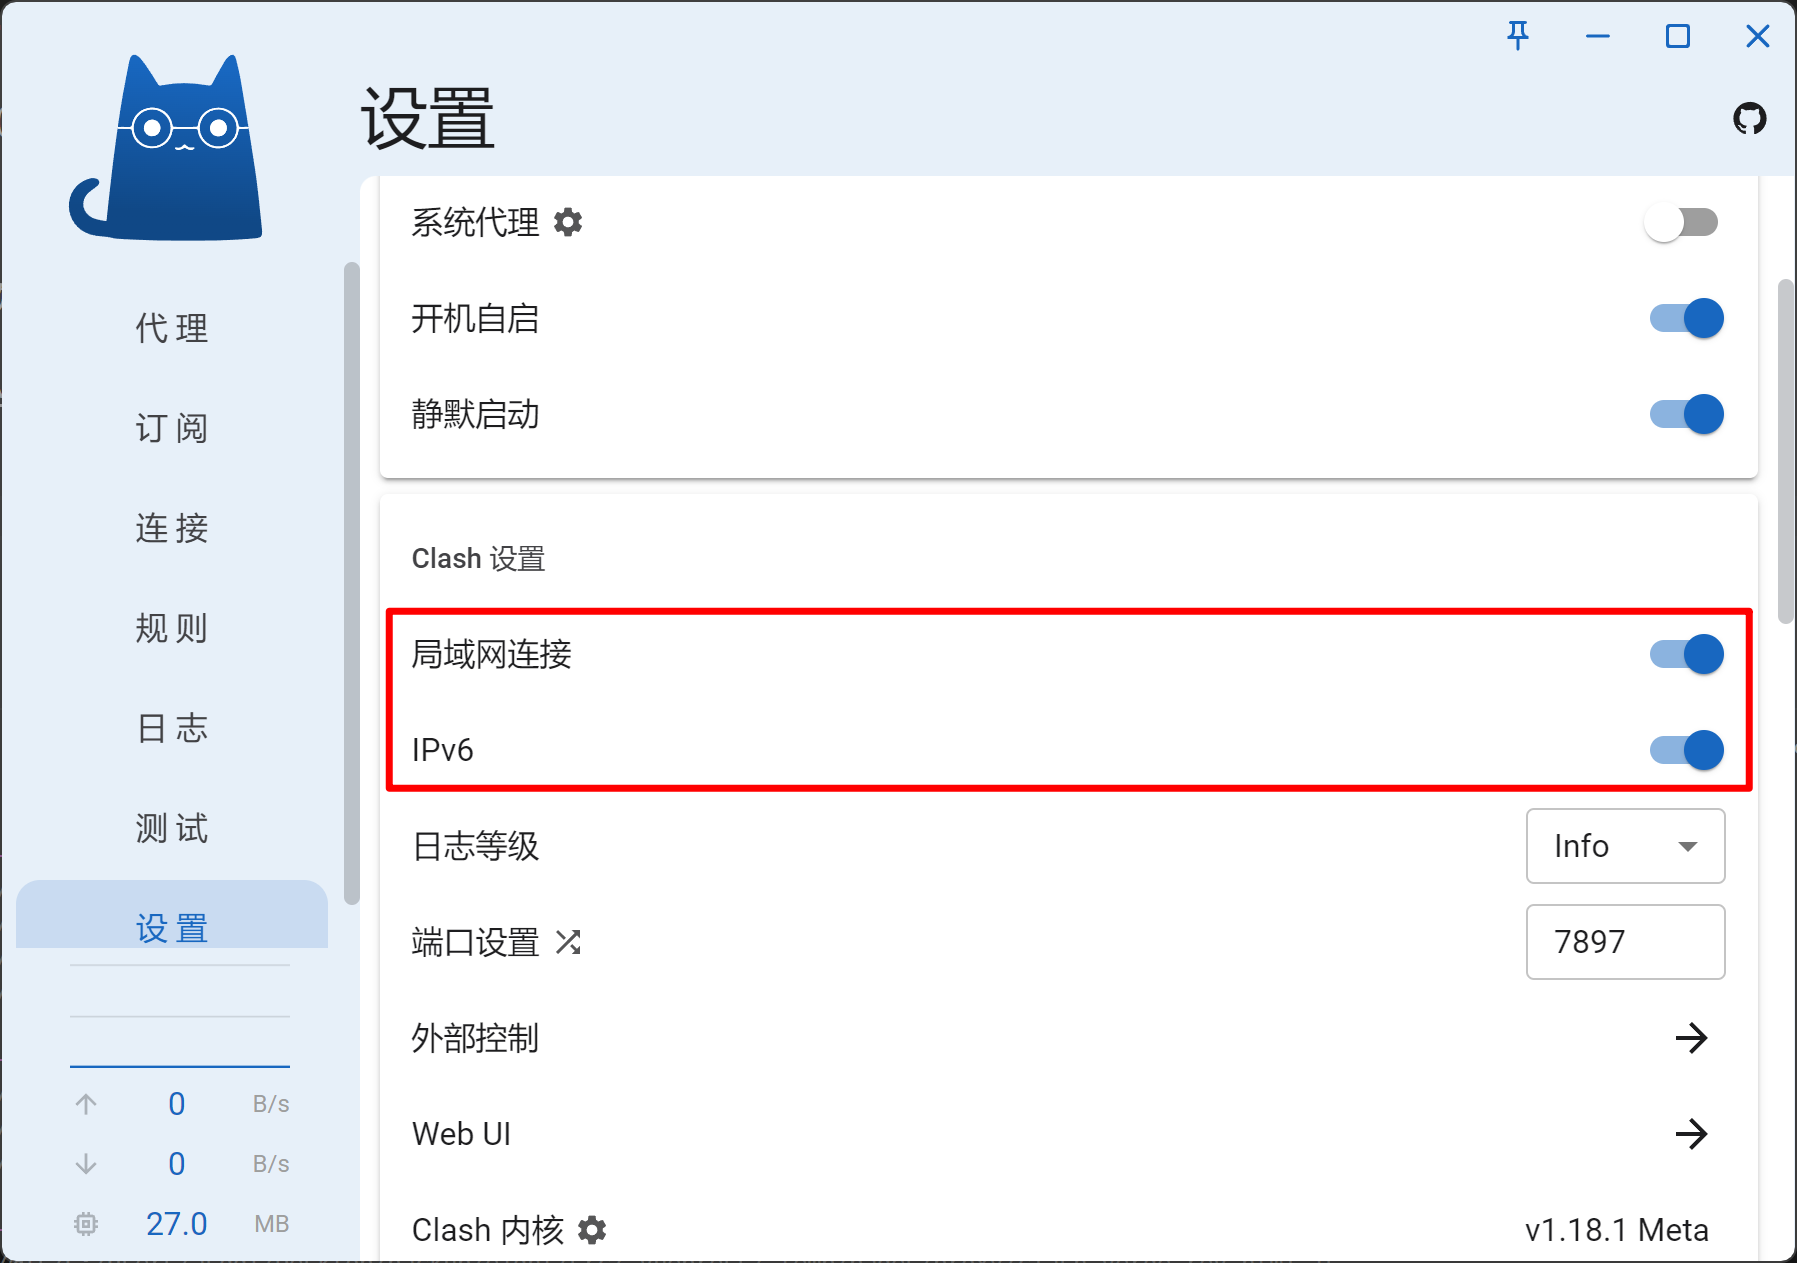 设置
代理
订阅
连接
规则
日志
测试
设置
0 B/s
0 B/s
27.0 MB
系统代理
开机自启
静默启动
Clash 设置
局域网连接
IPv6
日志等级 Info
端口设置 7897
外部控制
Web UI
Clash 内核 v1.18.1 Meta